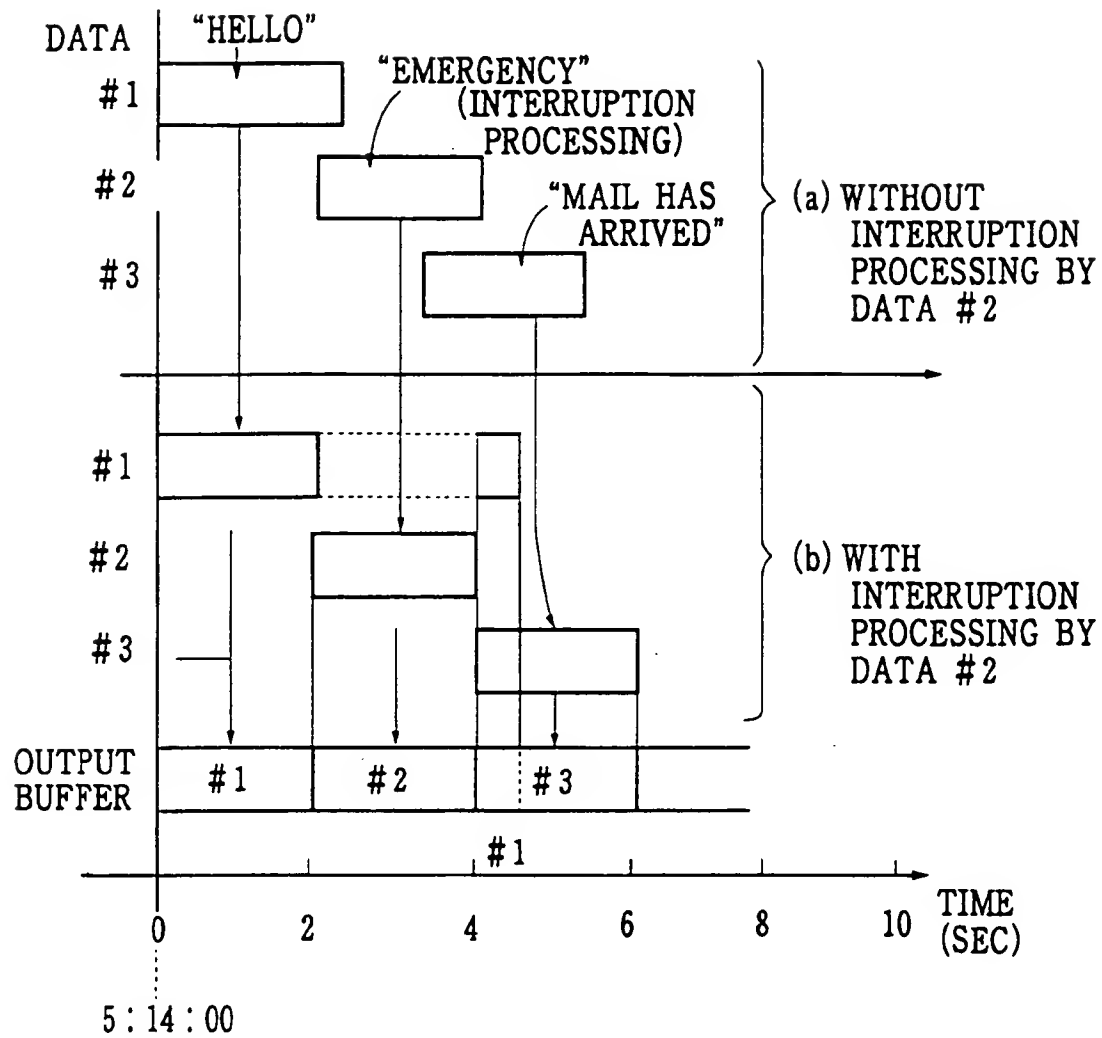 DATA
"HELLO"
#1
"EMERGENCY"
(INTERRUPTION
PROCESSING)
#2
"MAIL HAS
ARRIVED"
#3
(a) WITHOUT
INTERRUPTION
PROCESSING BY
DATA #2
#1
#2
#3
(b) WITH
INTERRUPTION
PROCESSING BY
DATA #2
OUTPUT
BUFFER
#1 #2 #3
#1
0 2 4 6 8 10
TIME
(SEC)
5:14:00